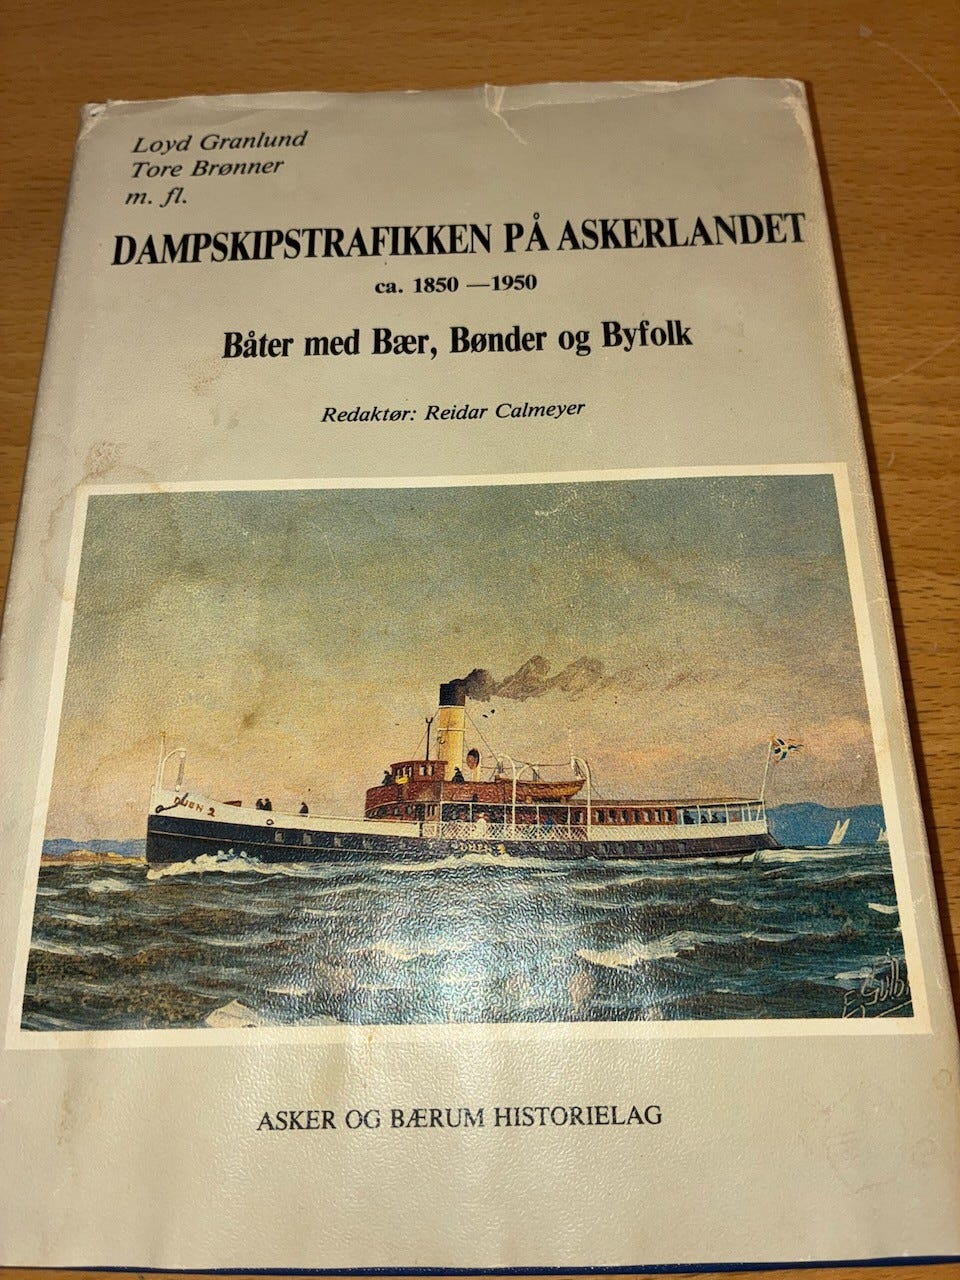 Loyd Granlund
Tore Brønner
m. fl.
DAMPSKIPSTRAFIKKEN PÅ ASKERLANDET
ca. 1850 —1950
Båter med Bær, Bønder og Byfolk
Redaktør: Reidar Calmeyer
ASKER OG BÆRUM HISTORIELAG